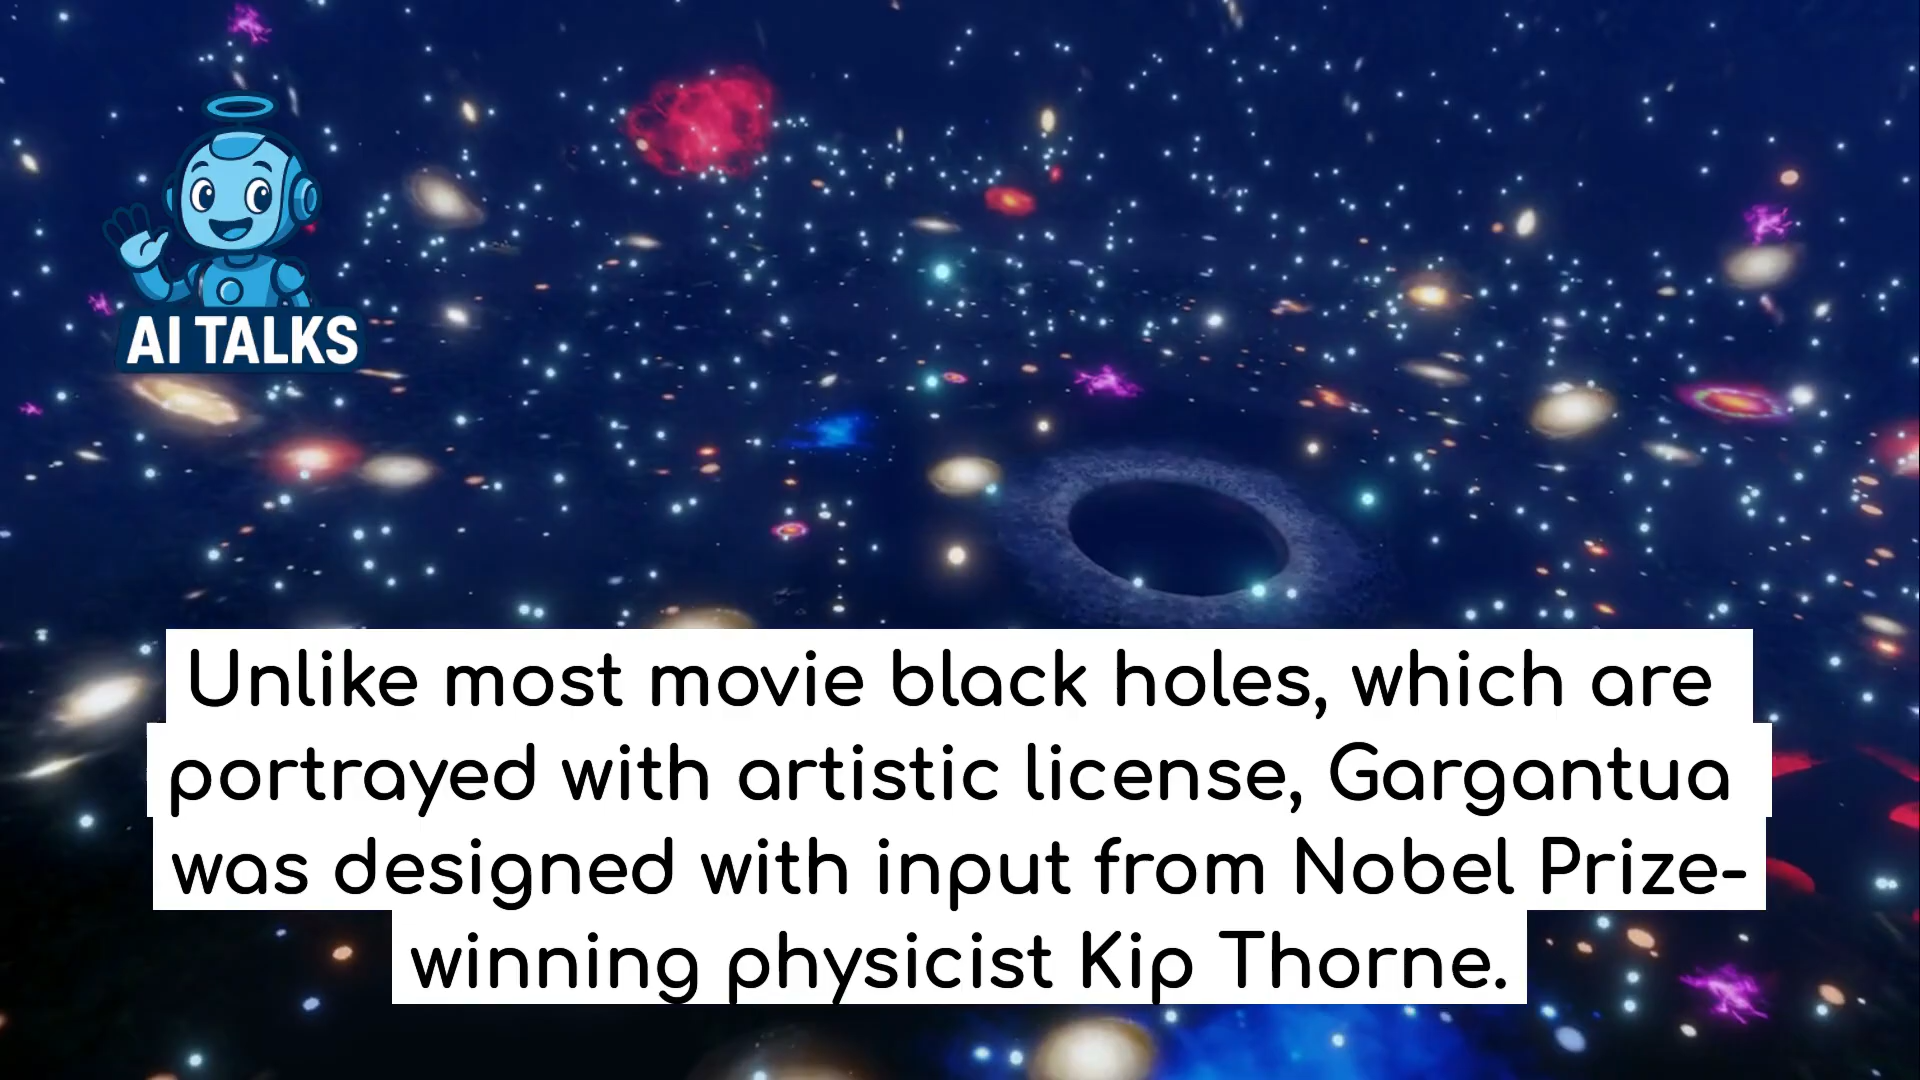 AI TALKS
Unlike most movie black holes, which are
portrayed with artistic license, Gargantua
was designed with input from Nobel Prize-
winning physicist Kip Thorne.